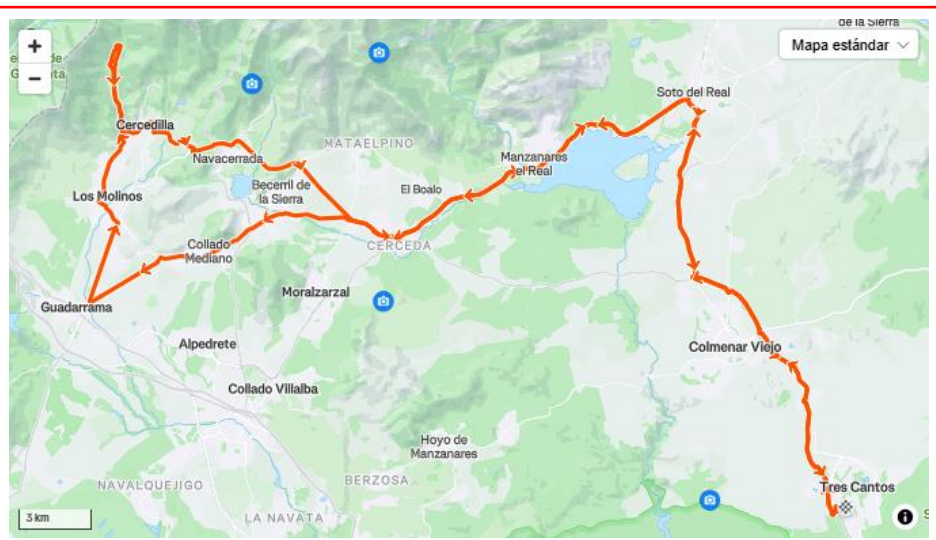 de la Sierra
+
Mapa estándar
−
Soto del Real
Cercedilla
MATAELPINO
Navacerrada
Manzanares
el Real
Becerril de
la Sierra
El Boalo
Los Molinos
CERCEDA
Collado
Mediano
Moralzarzal
Guadarrama
Alpedrete
Colmenar Viejo
Collado Villalba
Hoyo de
Manzanares
BERZOSA
NAVALQUEJIGO
Tres Cantos
3 km
LA NAVATA